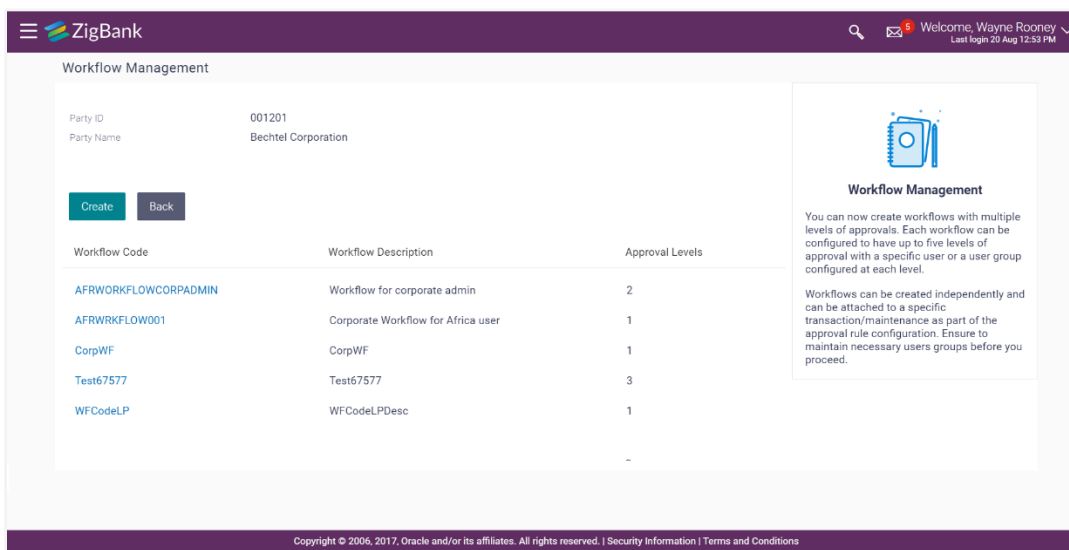 ZigBank
5
Welcome, Wayne Rooney
Last login 20 Aug 12:53 PM
Workflow Management
Party ID 001201
Party Name Bechtel Corporation
Create Back
Workflow Code Workflow Description Approval Levels
AFRWORKFLOWCORPADMIN Workflow for corporate admin 2
AFRWRKFLOW001 Corporate Workflow for Africa user 1
CorpWF CorpWF 1
Test67577 Test67577 3
WFCodeLP WFCodeLPDesc 1
Workflow Management
You can now create workflows with multiple
levels of approvals. Each workflow can be
configured to have up to five levels of
approval with a specific user or a user group
configured at each level.
Workflows can be created independently and
can be attached to a specific
transaction/maintenance as part of the
approval rule configuration. Ensure to
maintain necessary users groups before you
proceed.
Copyright © 2006, 2017, Oracle and/or its affiliates. All rights reserved. | Security Information | Terms and Conditions